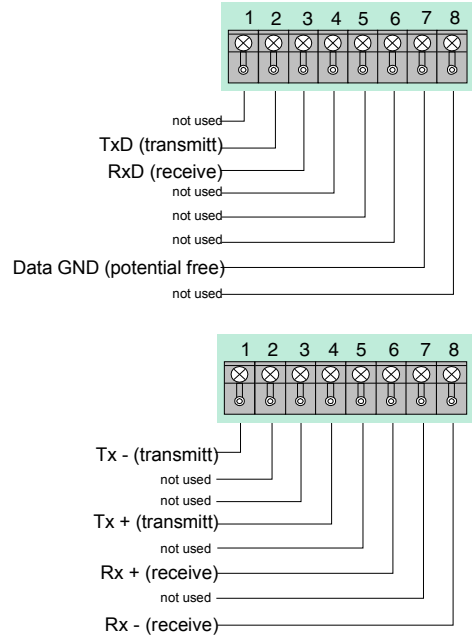 1 2 3 4 5 6 7 8
not used
TxD (transmitt)
RxD (receive)
not used
not used
not used
Data GND (potential free)
not used
1 2 3 4 5 6 7 8
Tx - (transmitt)
not used
not used
Tx + (transmitt)
not used
Rx + (receive)
not used
Rx - (receive)